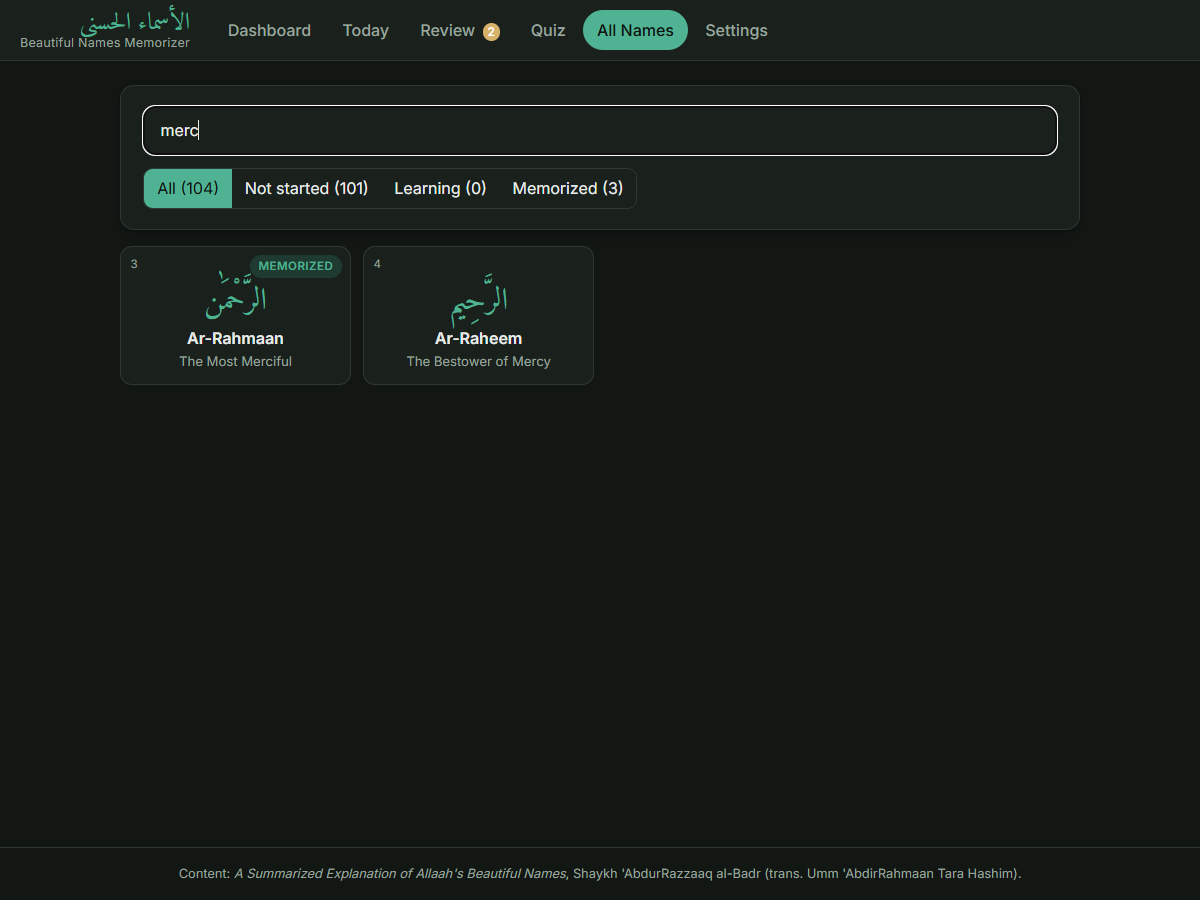 الأسماء الحسنى
Beautiful Names Memorizer
Dashboard Today Review 2 Quiz All Names Settings
merc
All (104) Not started (101) Learning (0) Memorized (3)
3 MEMORIZED
الرَّحْمَٰن
Ar-Rahmaan
The Most Merciful
4
الرَّحِيم
Ar-Raheem
The Bestower of Mercy
Content: A Summarized Explanation of Allaah's Beautiful Names, Shaykh 'AbdurRazzaaq al-Badr (trans. Umm 'AbdirRahmaan Tara Hashim).